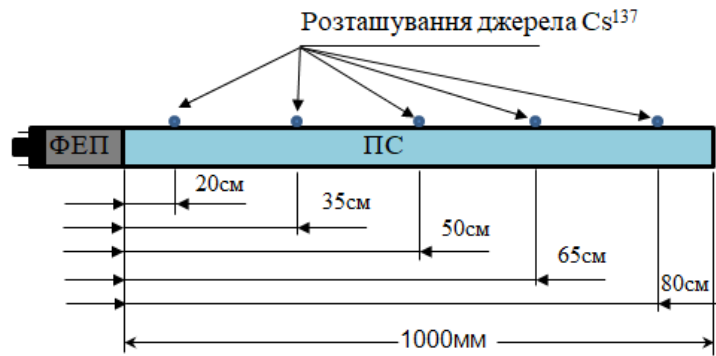 Розташування джерела Cs¹³⁷
ФЕП
ПС
20см
35см
50см
65см
80см
1000мм